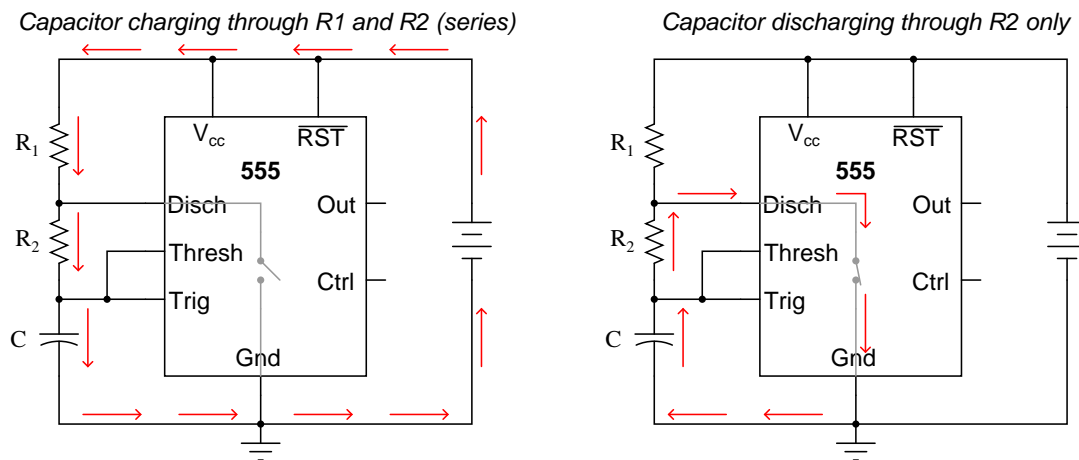 Capacitor charging through R1 and R2 (series)
Vcc
RST
R1
555
Disch
Out
R2
Thresh
Ctrl
Trig
C
Gnd
Capacitor discharging through R2 only
Vcc
RST
R1
555
Disch
Out
R2
Thresh
Ctrl
Trig
C
Gnd